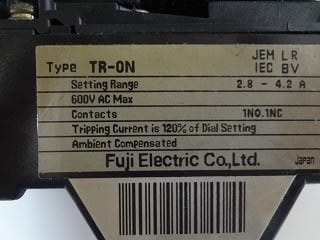 JEM L R
Type TR-0N IEC BV
Setting Range 2.8 - 4.2 A
600V AC Max
Contacts 1NO.1NC
Tripping Current is 120% of Dial Setting
Ambient Compensated
Fuji Electric Co.,Ltd. Japan